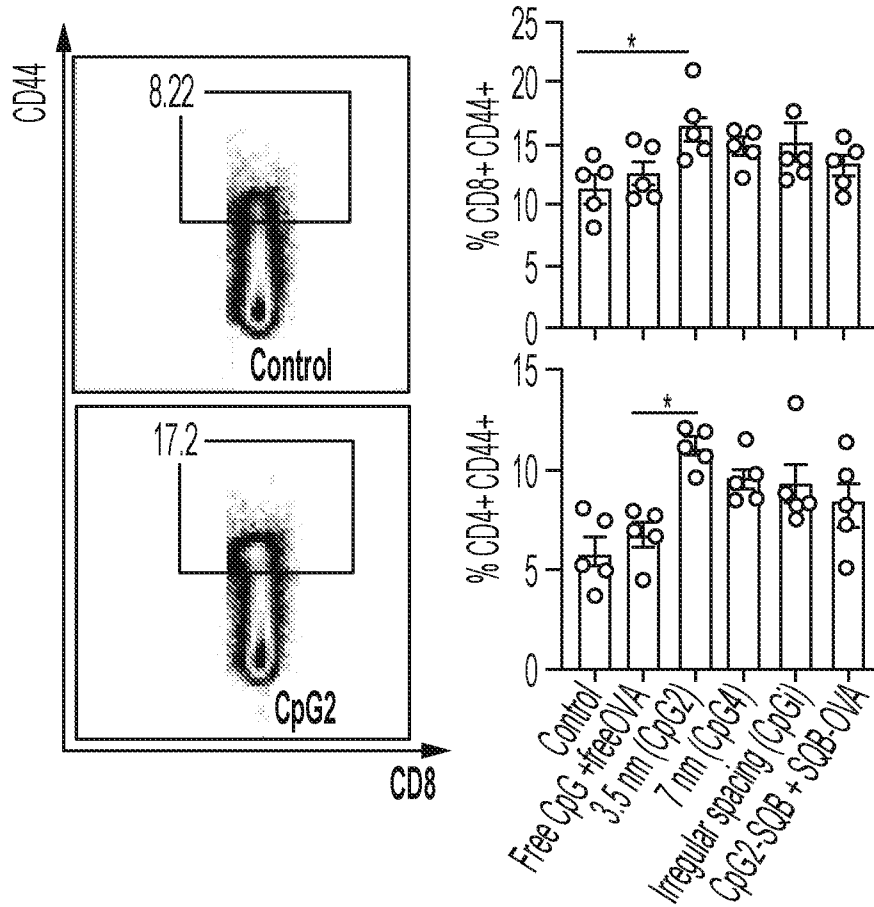 CD44
8.22
Control
17.2
CpG2
CD8
% CD8+ CD44+
25
20
15
10
5
0
*
% CD4+ CD44+
15
10
5
0
*
Control
Free CpG +freeOVA
3.5 nm (CpG2)
7 nm (CpG4)
Irregular spacing (CpGi)
CpG2-SQB + SQB-OVA